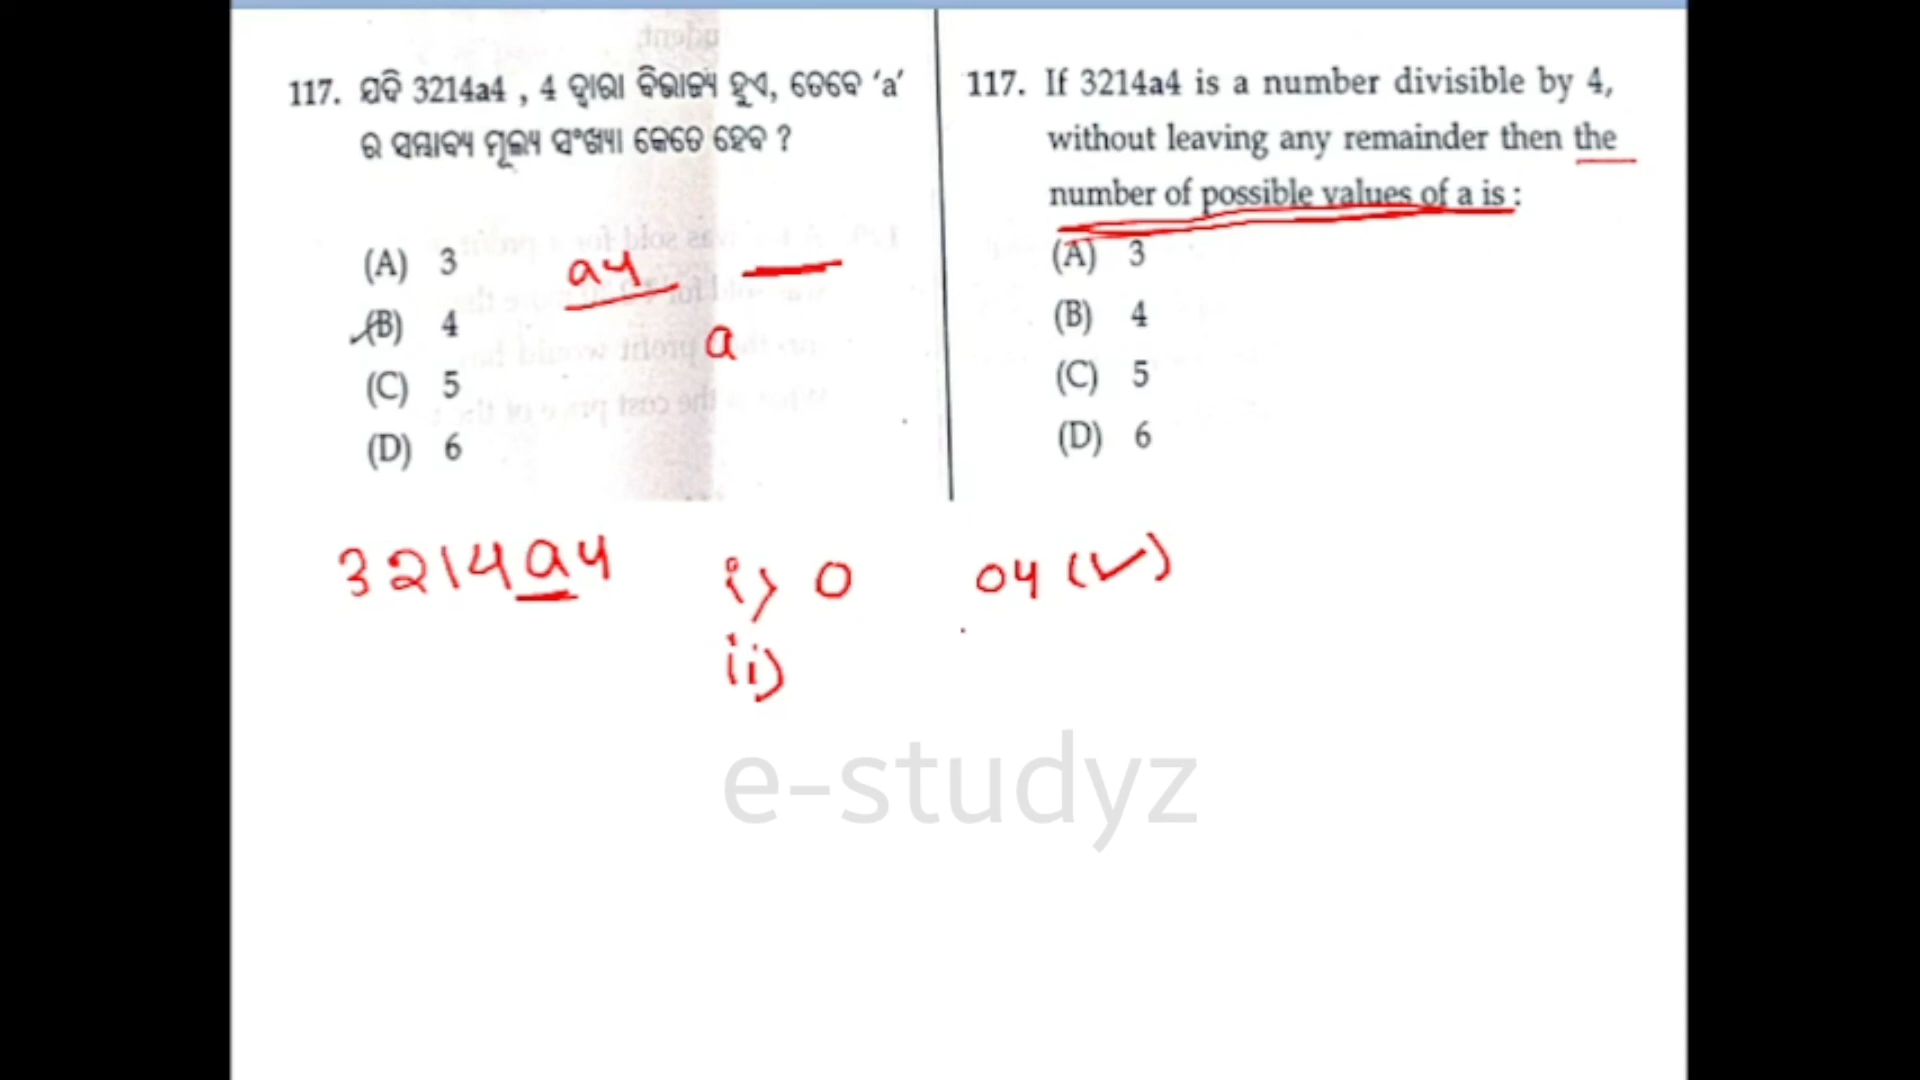 117. ଯଦି 3214a4 , 4 ଦ୍ୱାରା ବିଭାଜ୍ୟ ହୁଏ, ତେବେ ‘a’
ର ସମ୍ଭାବ୍ୟ ମୂଲ୍ୟ ସଂଖ୍ୟା କେତେ ହେବ ?
(A) 3
(B) 4
(C) 5
(D) 6
a4
a
117. If 3214a4 is a number divisible by 4,
without leaving any remainder then the
number of possible values of a is :
(A) 3
(B) 4
(C) 5
(D) 6
3214a4
i) 0 04 (✓)
ii)
e-studyz